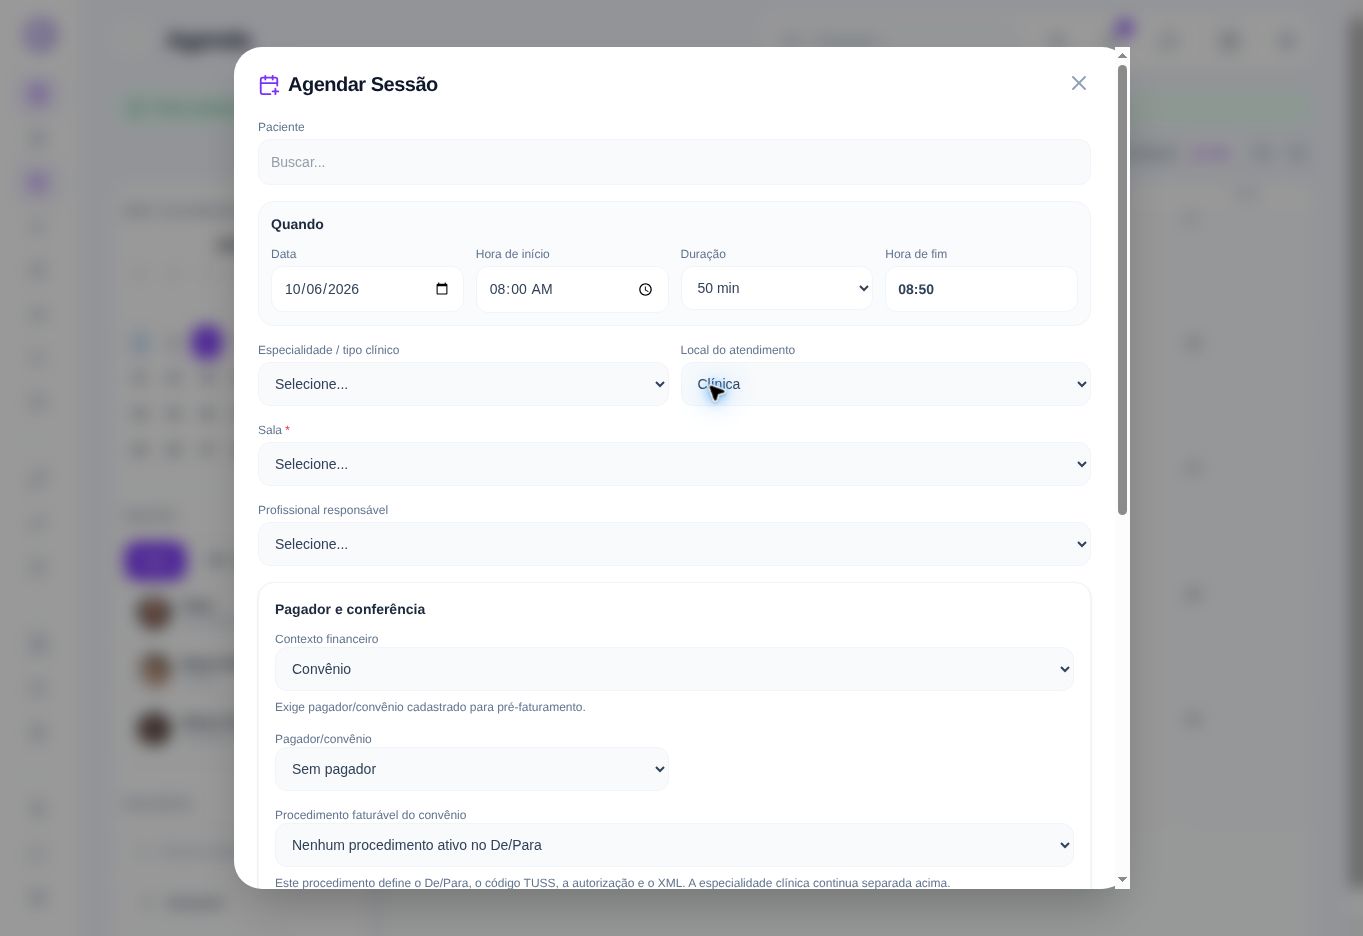 Agendar Sessão
Paciente
Buscar...
Quando
Data
Hora de início
Duração
Hora de fim
10/06/2026
08:00 AM
50 min
08:50
Especialidade / tipo clínico
Local do atendimento
Selecione...
Clínica
Sala *
Selecione...
Profissional responsável
Selecione...
Pagador e conferência
Contexto financeiro
Convênio
Exige pagador/convênio cadastrado para pré-faturamento.
Pagador/convênio
Sem pagador
Procedimento faturável do convênio
Nenhum procedimento ativo no De/Para
Este procedimento define o De/Para, o código TUSS, a autorização e o XML. A especialidade clínica continua separada acima.